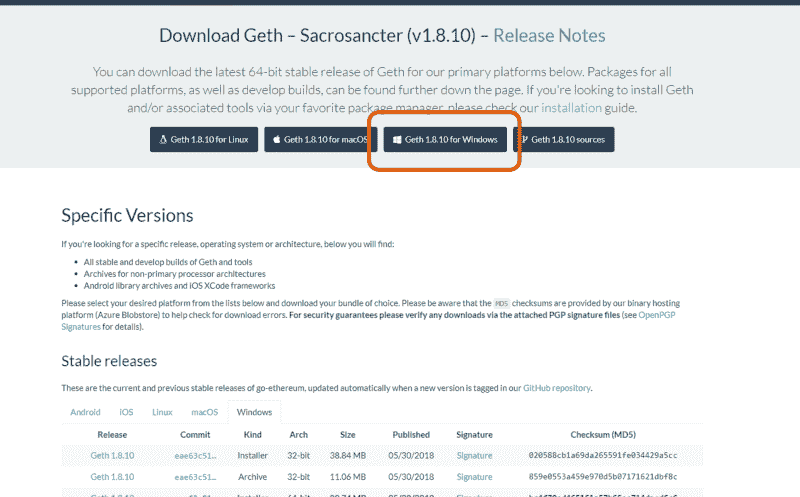 Download Geth – Sacrosancter (v1.8.10) – Release Notes
You can download the latest 64-bit stable release of Geth for our primary platforms below. Packages for all
supported platforms, as well as develop builds, can be found further down the page. If you're looking to install Geth
and/or associated tools via your favorite package manager, please check our installation guide.
Geth 1.8.10 for Linux Geth 1.8.10 for macOS Geth 1.8.10 for Windows Geth 1.8.10 sources
Specific Versions
If you're looking for a specific release, operating system or architecture, below you will find:
• All stable and develop builds of Geth and tools
• Archives for non-primary processor architectures
• Android library archives and iOS XCode frameworks
Please select your desired platform from the lists below and download your bundle of choice. Please be aware that the MD5 checksums are provided by our binary hosting
platform (Azure Blobstore) to help check for download errors. For security guarantees please verify any downloads via the attached PGP signature files (see OpenPGP
Signatures for details).
Stable releases
These are the current and previous stable releases of go-ethereum, updated automatically when a new version is tagged in our GitHub repository.
Android iOS Linux macOS Windows
Release Commit Kind Arch Size Published Signature Checksum (MD5)
Geth 1.8.10 eae63c51... Installer 32-bit 38.84 MB 05/30/2018 Signature 020588cb1a69da265591fe034429a5cc
Geth 1.8.10 eae63c51... Archive 32-bit 11.06 MB 05/30/2018 Signature 859e0553a459e970d5b07171621dbf8c